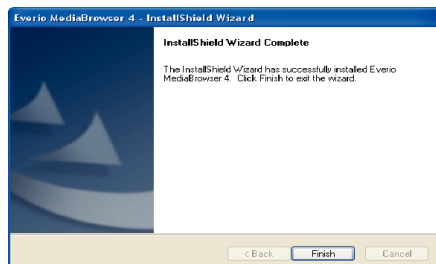 Everio MediaBrowser 4 - InstallShield Wizard
InstallShield Wizard Complete
The InstallShield Wizard has successfully installed Everio
MediaBrowser 4. Click Finish to exit the wizard.
< Back Finish Cancel